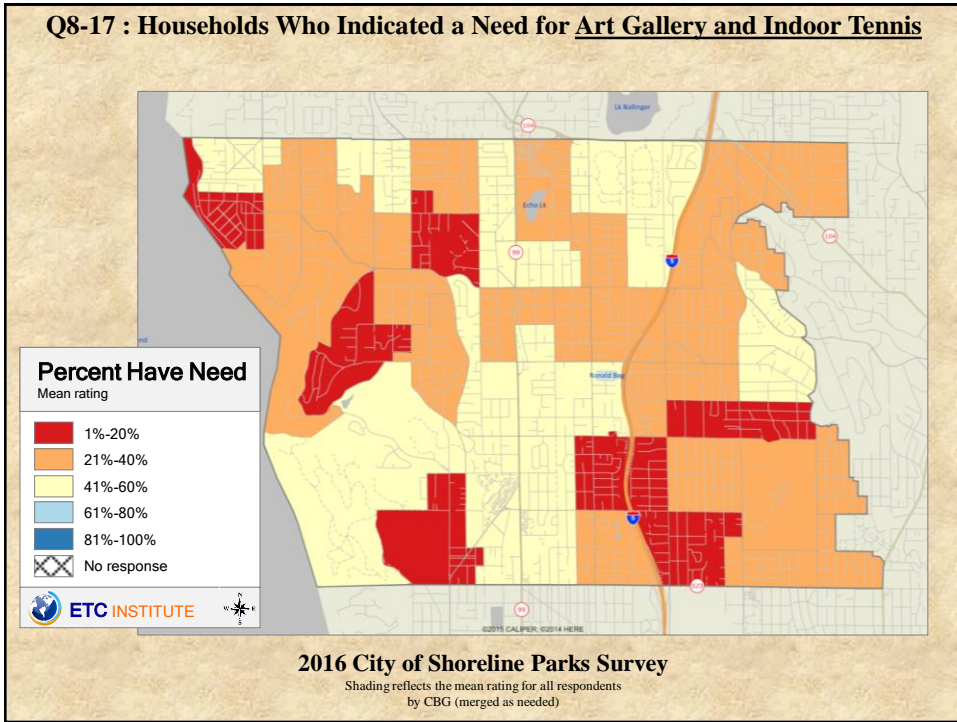 Q8-17 : Households Who Indicated a Need for Art Gallery and Indoor Tennis
Lk Ballinger
104
Echo Lk
104
99
5
nd
Ronald Bog
Percent Have Need
Mean rating
1%-20%
21%-40%
41%-60%
61%-80%
81%-100%
No response
5
523
ETC INSTITUTE
N
W E
S
99
©2015 CALIPER; ©2014 HERE
2016 City of Shoreline Parks Survey
Shading reflects the mean rating for all respondents
by CBG (merged as needed)